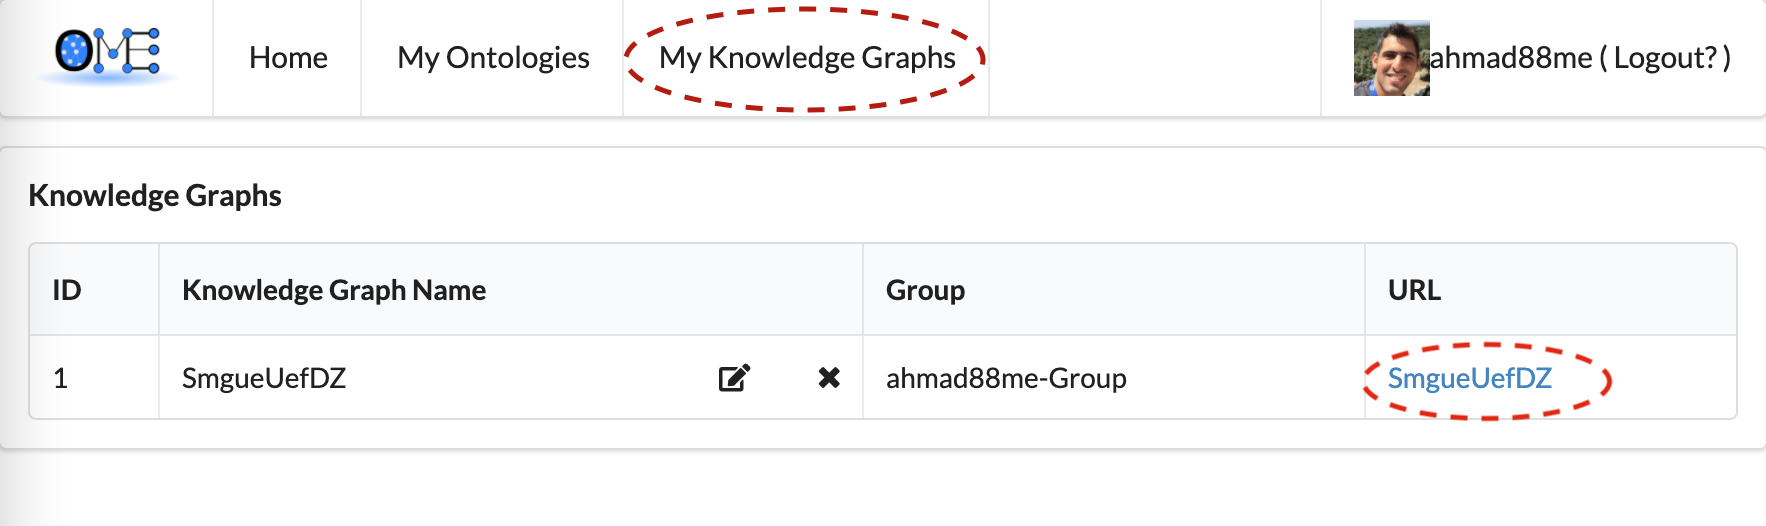 OME Home My Ontologies My Knowledge Graphs ahmad88me ( Logout? )
Knowledge Graphs
ID Knowledge Graph Name Group URL
1 SmgueUefDZ ahmad88me-Group SmgueUefDZ